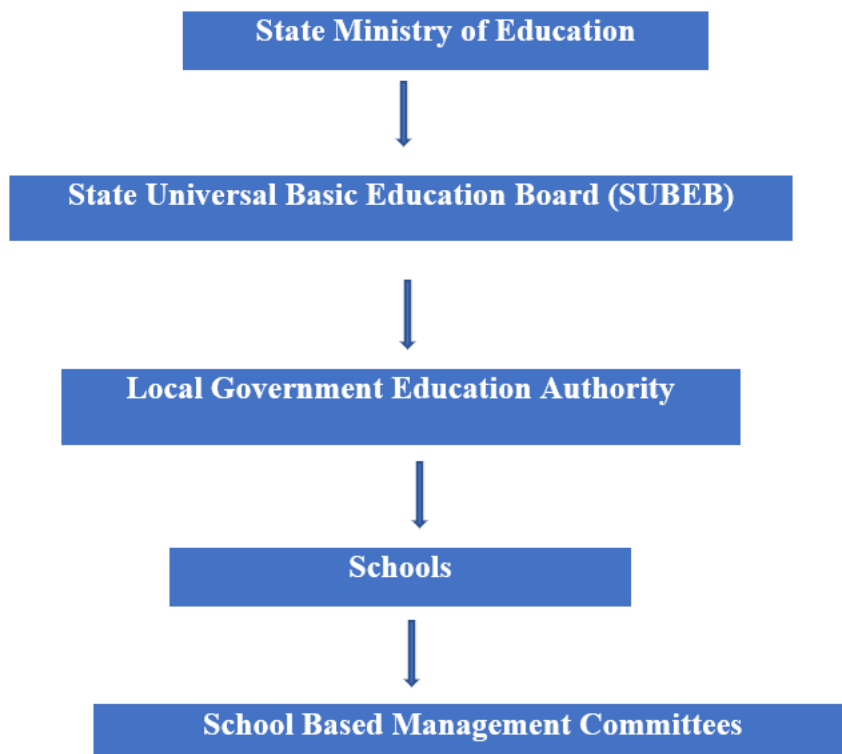 State Ministry of Education
State Universal Basic Education Board (SUBEB)
Local Government Education Authority
Schools
School Based Management Committees